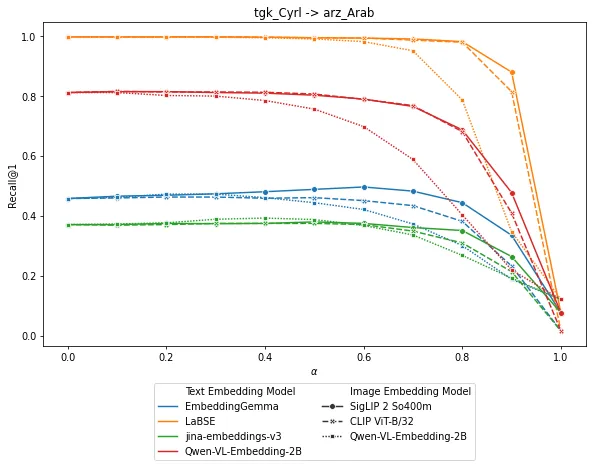 tgk_Cyrl -> arz_Arab
Recall@1
1.0
0.8
0.6
0.4
0.2
0.0
0.0 0.2 0.4 0.6 0.8 1.0
α
Text Embedding Model
EmbeddingGemma
LaBSE
jina-embeddings-v3
Qwen-VL-Embedding-2B
Image Embedding Model
SigLIP 2 So400m
CLIP ViT-B/32
Qwen-VL-Embedding-2B